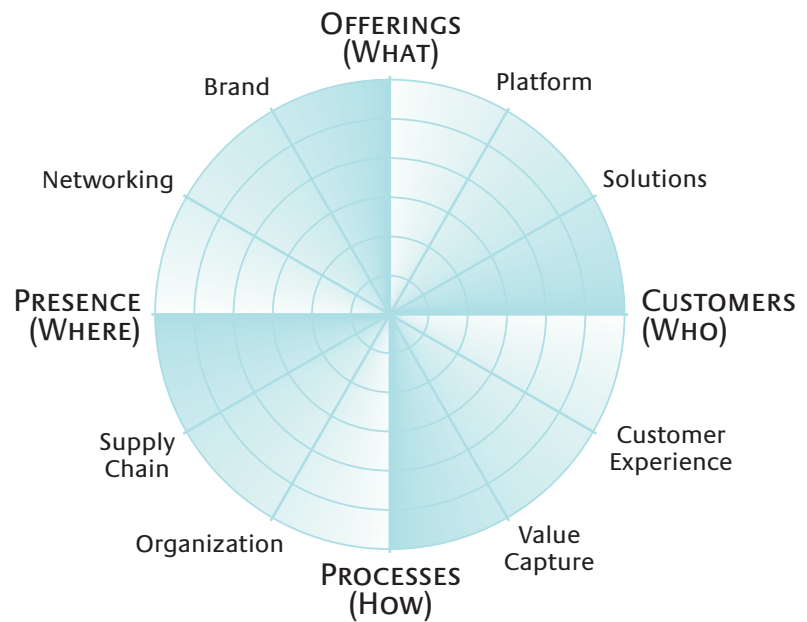 OFFERINGS
(WHAT)
Platform
Solutions
CUSTOMERS
(WHO)
Customer
Experience
Value
Capture
PROCESSES
(HOW)
Organization
Supply
Chain
PRESENCE
(WHERE)
Networking
Brand